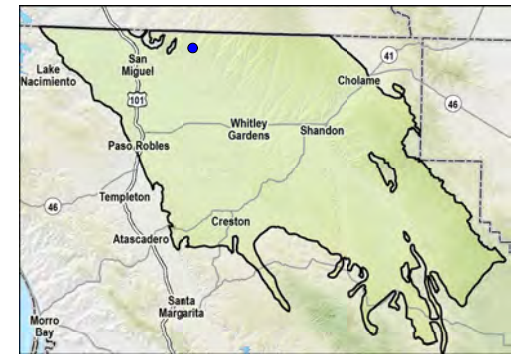 Lake
Nacimiento
San
Miguel
101
41
Cholame
46
Whitley
Gardens
Shandon
Paso Robles
46
Templeton
Creston
Atascadero
Santa
Margarita
Morro
Bay